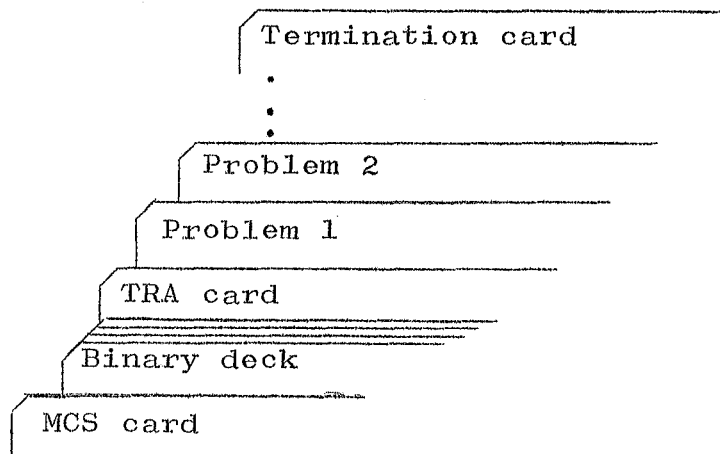 Termination card
Problem 2
Problem 1
TRA card
Binary deck
MCS card